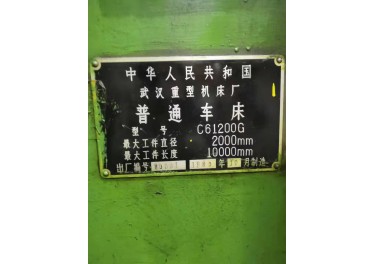 中华人民共和国
武汉重型机床厂
普通车床
型号 C61200G
最大工件直径 2000mm
最大工件长度 10000mm
出厂编号 年 月制造